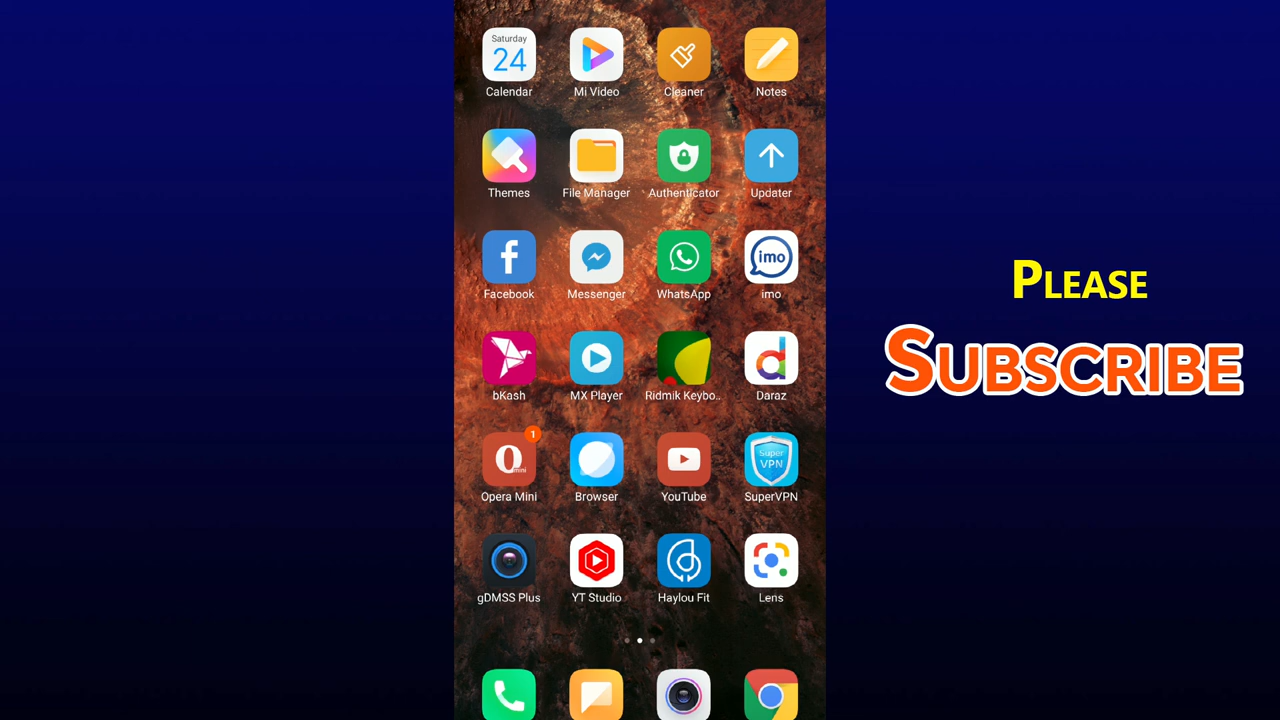 Saturday
24
Calendar
Mi Video
Cleaner
Notes
Themes
File Manager
Authenticator
Updater
Facebook
Messenger
imo
WhatsApp
imo
bKash
MX Player
Ridmik Keybo..
Daraz
1
mini
Super
VPN
Opera Mini
Browser
YouTube
SuperVPN
gDMSS Plus
YT Studio
Haylou Fit
Lens
PLEASE
SUBSCRIBE